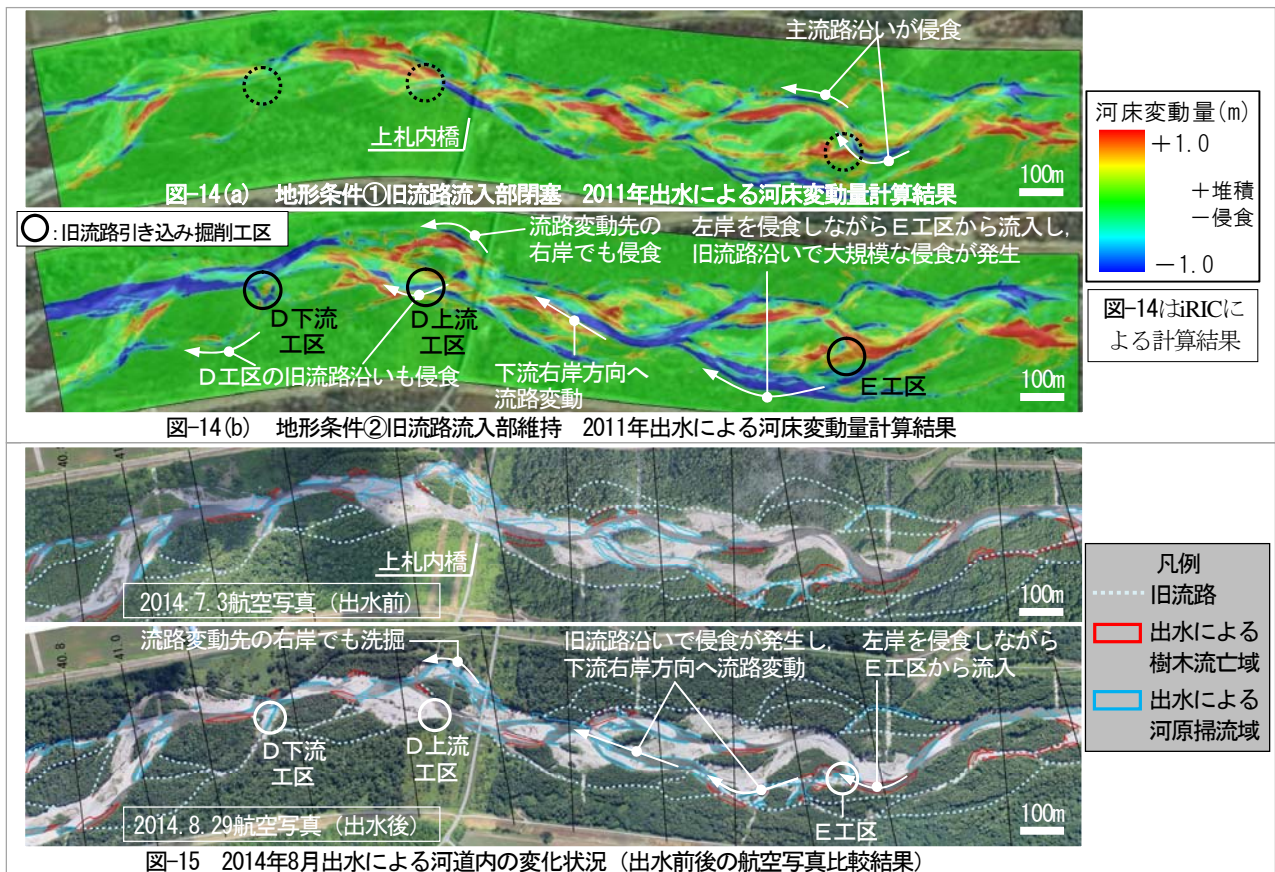 主流路沿いが侵食
上札内橋
100m
図-14(a) 地形条件①旧流路流入部閉塞 2011年出水による河床変動量計算結果
河床変動量(m)
+1.0
+堆積
-侵食
-1.0
図-14はiRICに
よる計算結果
○:旧流路引き込み掘削工区
流路変動先の
右岸でも侵食
左岸を侵食しながらE工区から流入し,
旧流路沿いで大規模な侵食が発生
D下流
工区
D上流
工区
D工区の旧流路沿いも侵食
下流右岸方向へ
流路変動
E工区
100m
図-14(b) 地形条件②旧流路流入部維持 2011年出水による河床変動量計算結果
41.0
上札内橋
2014.7.3航空写真(出水前)
100m
凡例
旧流路
出水による
樹木流亡域
出水による
河原掃流域
40.8
41.0
流路変動先の右岸でも洗掘
旧流路沿いで侵食が発生し,
下流右岸方向へ流路変動
左岸を侵食しながら
E工区から流入
D下流
工区
D上流
工区
E工区
2014.8.29航空写真(出水後)
100m
図-15 2014年8月出水による河道内の変化状況(出水前後の航空写真比較結果)